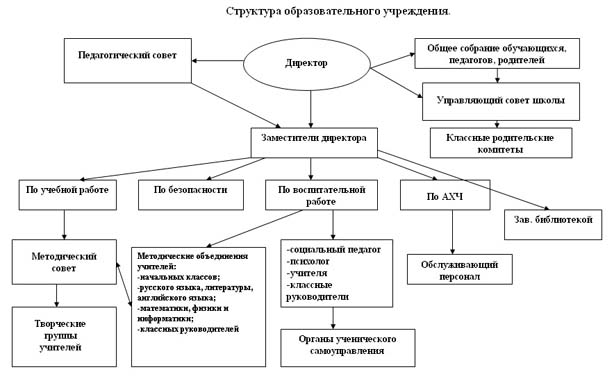 Структура образовательного учреждения.
Педагогический совет
Директор
Общее собрание обучающихся,
педагогов, родителей
Управляющий совет школы
Заместители директора
Классные родительские
комитеты
По учебной работе
По безопасности
По воспитательной
работе
По АХЧ
Зав. библиотекой
Методический
совет
Методические объединения
учителей:
-начальных классов;
-русского языка, литературы,
английского языка;
-математики, физики и
информатики;
-классных руководителей
-социальный педагог
-психолог
-учителя
-классные
руководители
Обслуживающий
персонал
Творческие
группы
учителей
Органы ученического
самоуправления